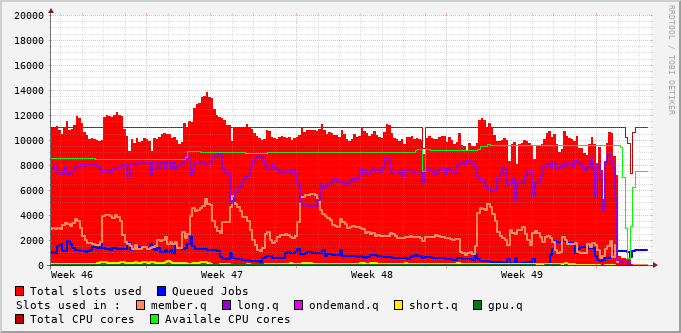 20000
18000
16000
14000
12000
10000
8000
6000
4000
2000
0
Week 46 Week 47 Week 48 Week 49
RRDTOOL / TOBI OETIKER
Total slots used Queued Jobs
Slots used in : member.q long.q ondemand.q short.q gpu.q
Total CPU cores Availale CPU cores